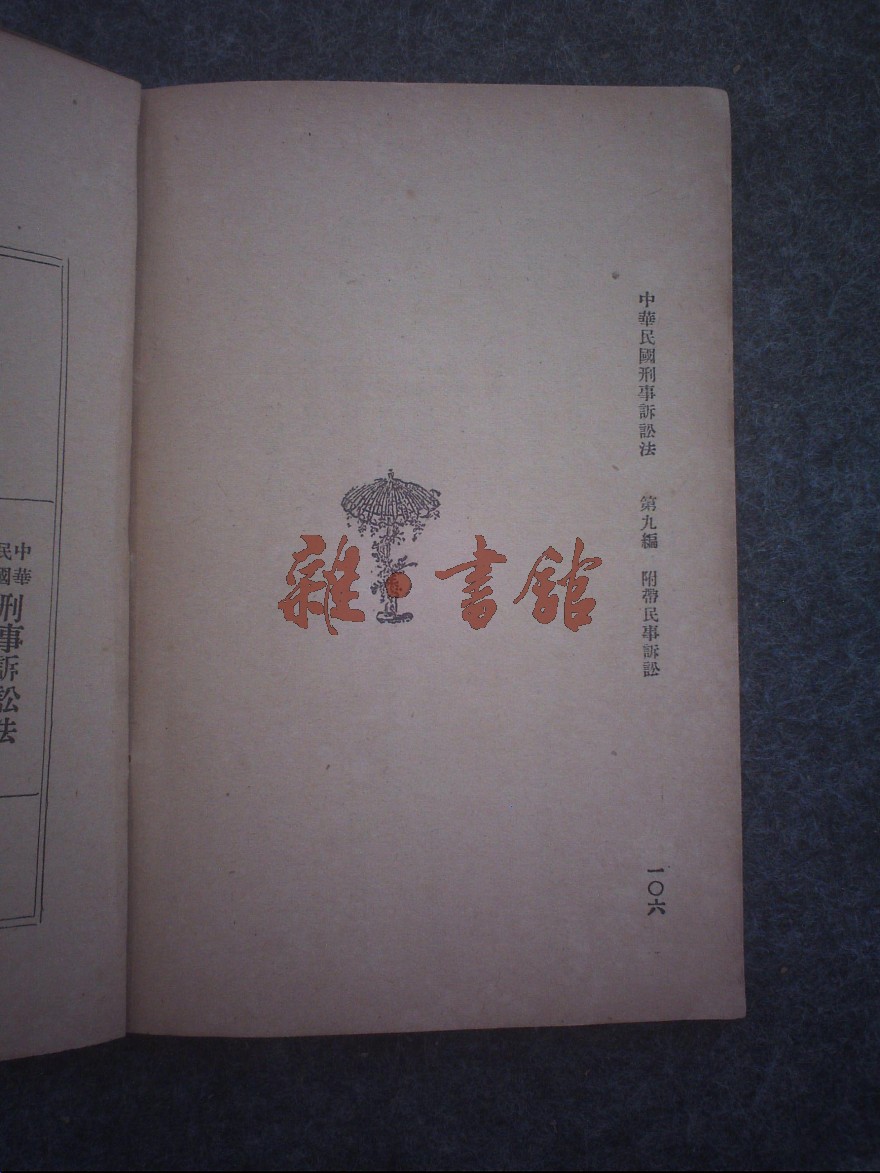 中華民國刑事訴訟法　第九編　附帶民事訴訟
一〇六
雜·書館
中華
民國
刑事訴訟法